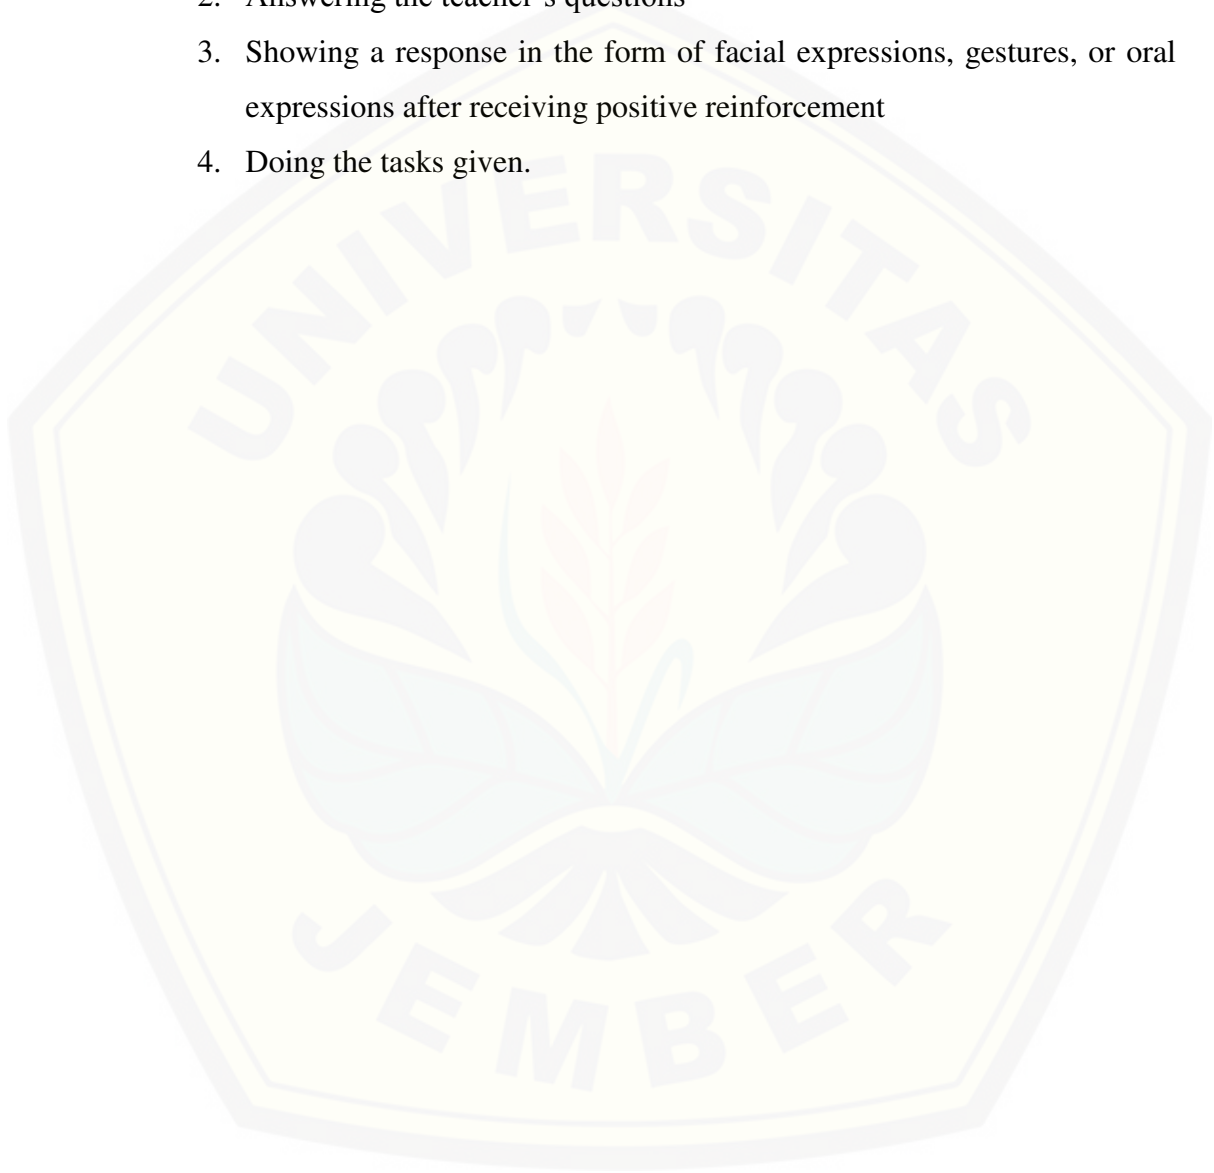 2. Answering the teacher's questions
3. Showing a response in the form of facial expressions, gestures, or oral
expressions after receiving positive reinforcement
4. Doing the tasks given.
UNIVERSITAS
JEMBER